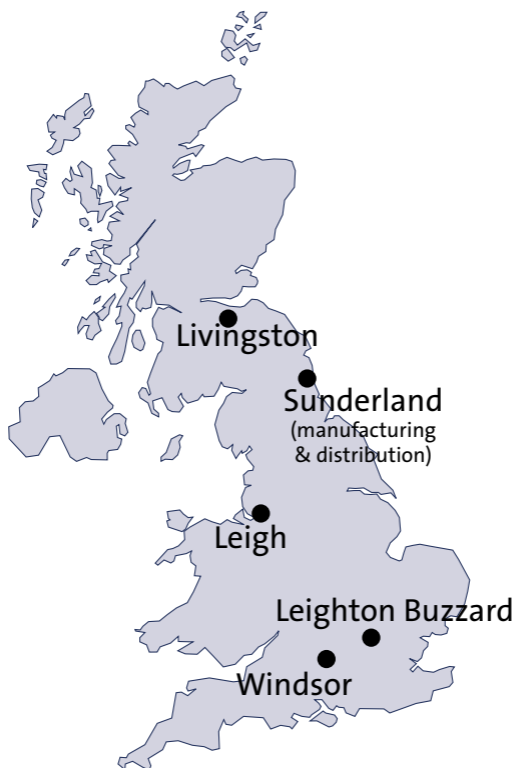 Livingston
Sunderland
(manufacturing
& distribution)
Leigh
Leighton Buzzard
Windsor